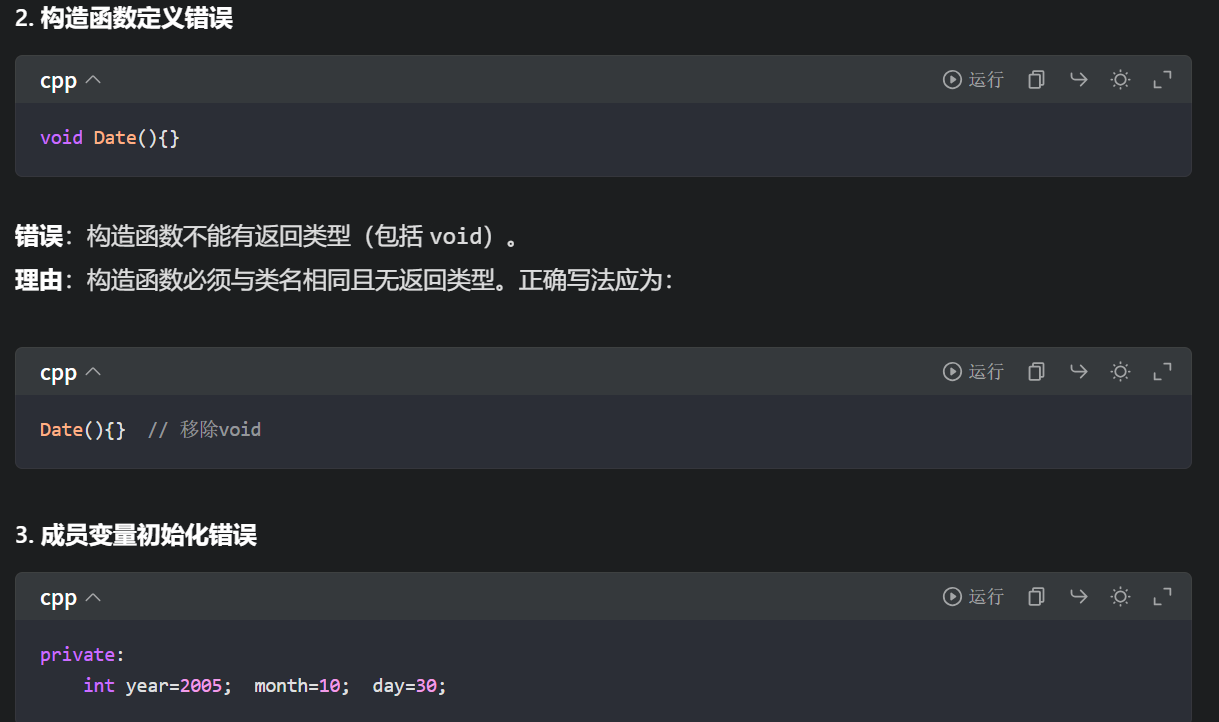 2. 构造函数定义错误
cpp 运行
void Date(){}
错误：构造函数不能有返回类型（包括 void）。
理由：构造函数必须与类名相同且无返回类型。正确写法应为：
cpp 运行
Date(){}  // 移除void
3. 成员变量初始化错误
cpp 运行
private:
    int year=2005;  month=10;  day=30;